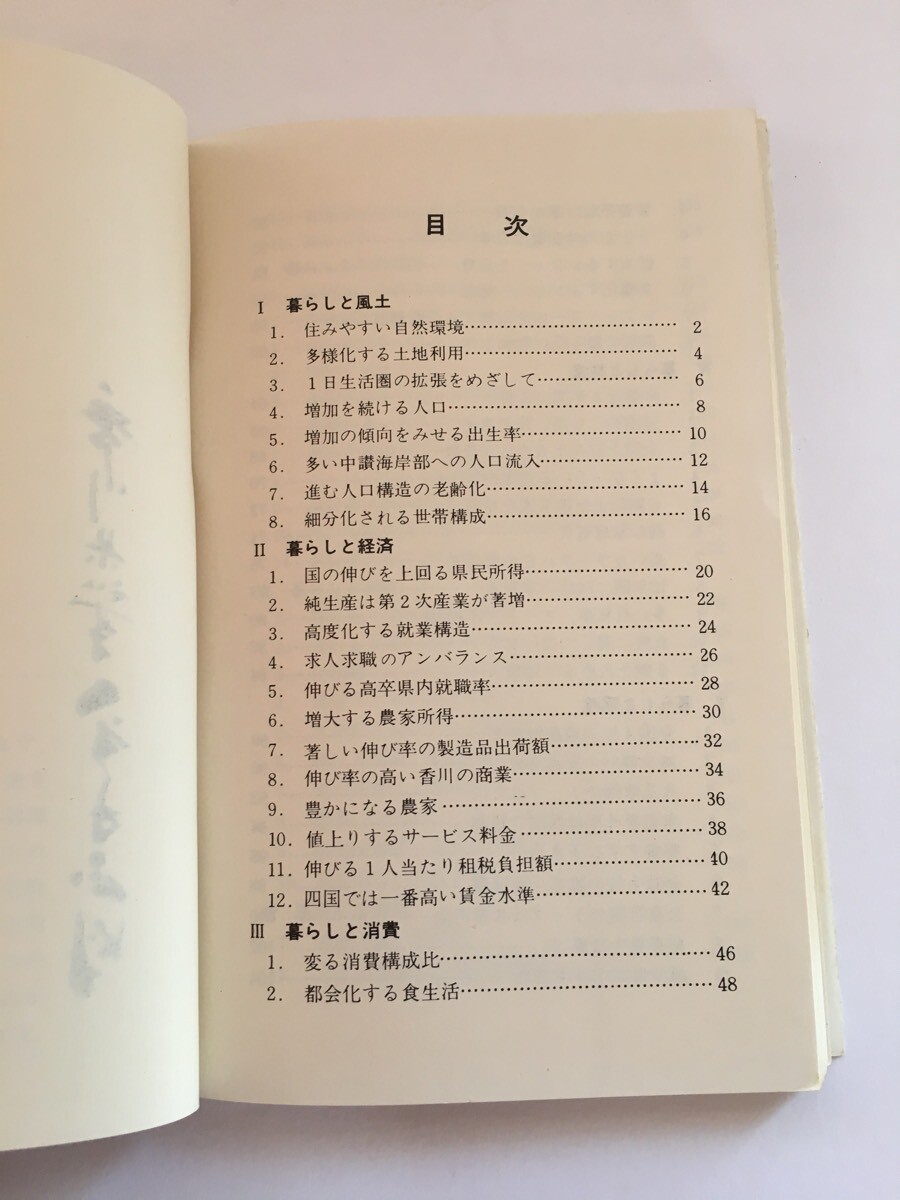 目 次
I 暮らしと風土
1. 住みやすい自然環境…………………………… 2
2. 多様化する土地利用…………………………… 4
3. 1日生活圏の拡張をめざして………………… 6
4. 増加を続ける人口……………………………… 8
5. 増加の傾向をみせる出生率…………………… 10
6. 多い中讃海岸部への人口流入………………… 12
7. 進む人口構造の老齢化………………………… 14
8. 細分化される世帯構成………………………… 16
II 暮らしと経済
1. 国の伸びを上回る県民所得…………………… 20
2. 純生産は第2次産業が著増…………………… 22
3. 高度化する就業構造…………………………… 24
4. 求人求職のアンバランス……………………… 26
5. 伸びる高卒県内就職率………………………… 28
6. 増大する農家所得……………………………… 30
7. 著しい伸び率の製造品出荷額………………… 32
8. 伸び率の高い香川の商業……………………… 34
9. 豊かになる農家………………………………… 36
10. 値上りするサービス料金……………………… 38
11. 伸びる1人当たり租税負担額………………… 40
12. 四国では一番高い賃金水準…………………… 42
III 暮らしと消費
1. 変る消費構成比………………………………… 46
2. 都会化する食生活……………………………… 48